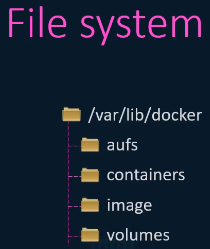 File system
/var/lib/docker
aufs
containers
image
volumes